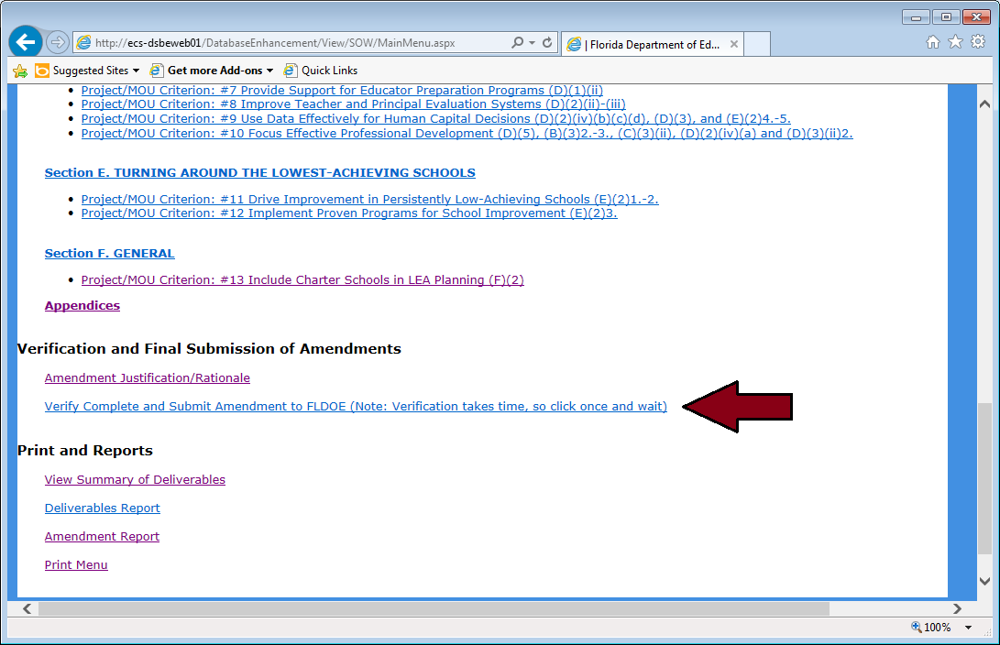 http://ecs-dsbeweb01/DatabaseEnhancement/View/SOW/MainMenu.aspx
| Florida Department of Ed...
Suggested Sites
Get more Add-ons
Quick Links
• Project/MOU Criterion: #7 Provide Support for Educator Preparation Programs (D)(1)(ii)
• Project/MOU Criterion: #8 Improve Teacher and Principal Evaluation Systems (D)(2)(ii)-(iii)
• Project/MOU Criterion: #9 Use Data Effectively for Human Capital Decisions (D)(2)(iv)(b)(c)(d), (D)(3), and (E)(2)4.-5.
• Project/MOU Criterion: #10 Focus Effective Professional Development (D)(5), (B)(3)2.-3., (C)(3)(ii), (D)(2)(iv)(a) and (D)(3)(ii)2.
Section E. TURNING AROUND THE LOWEST-ACHIEVING SCHOOLS
• Project/MOU Criterion: #11 Drive Improvement in Persistently Low-Achieving Schools (E)(2)1.-2.
• Project/MOU Criterion: #12 Implement Proven Programs for School Improvement (E)(2)3.
Section F. GENERAL
• Project/MOU Criterion: #13 Include Charter Schools in LEA Planning (F)(2)
Appendices
Verification and Final Submission of Amendments
Amendment Justification/Rationale
Verify Complete and Submit Amendment to FLDOE (Note: Verification takes time, so click once and wait)
Print and Reports
View Summary of Deliverables
Deliverables Report
Amendment Report
Print Menu
100%